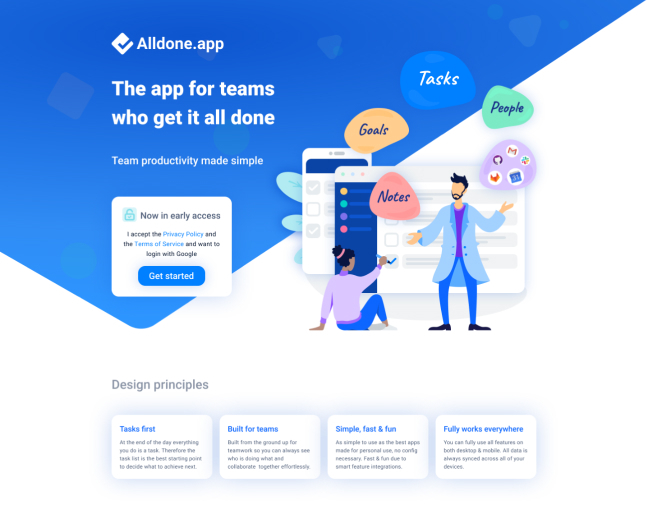 Alldone.app
The app for teams
who get it all done
Team productivity made simple
Tasks
People
Goals
Notes
Now in early access
I accept the Privacy Policy and
the Terms of Service and want to
login with Google
Get started
Design principles
Tasks first
At the end of the day everything
you do is a task. Therefore the
task list is the best starting point
to decide what to achieve next.
Built for teams
Built from the ground up for
teamwork so you can always see
who is doing what and
collaborate together effortlessly.
Simple, fast & fun
As simple to use as the best apps
made for personal use, no config
necessary. Fast & fun due to
smart feature integrations.
Fully works everywhere
You can fully use all features on
both desktop & mobile. All data is
always synced across all of your
devices.